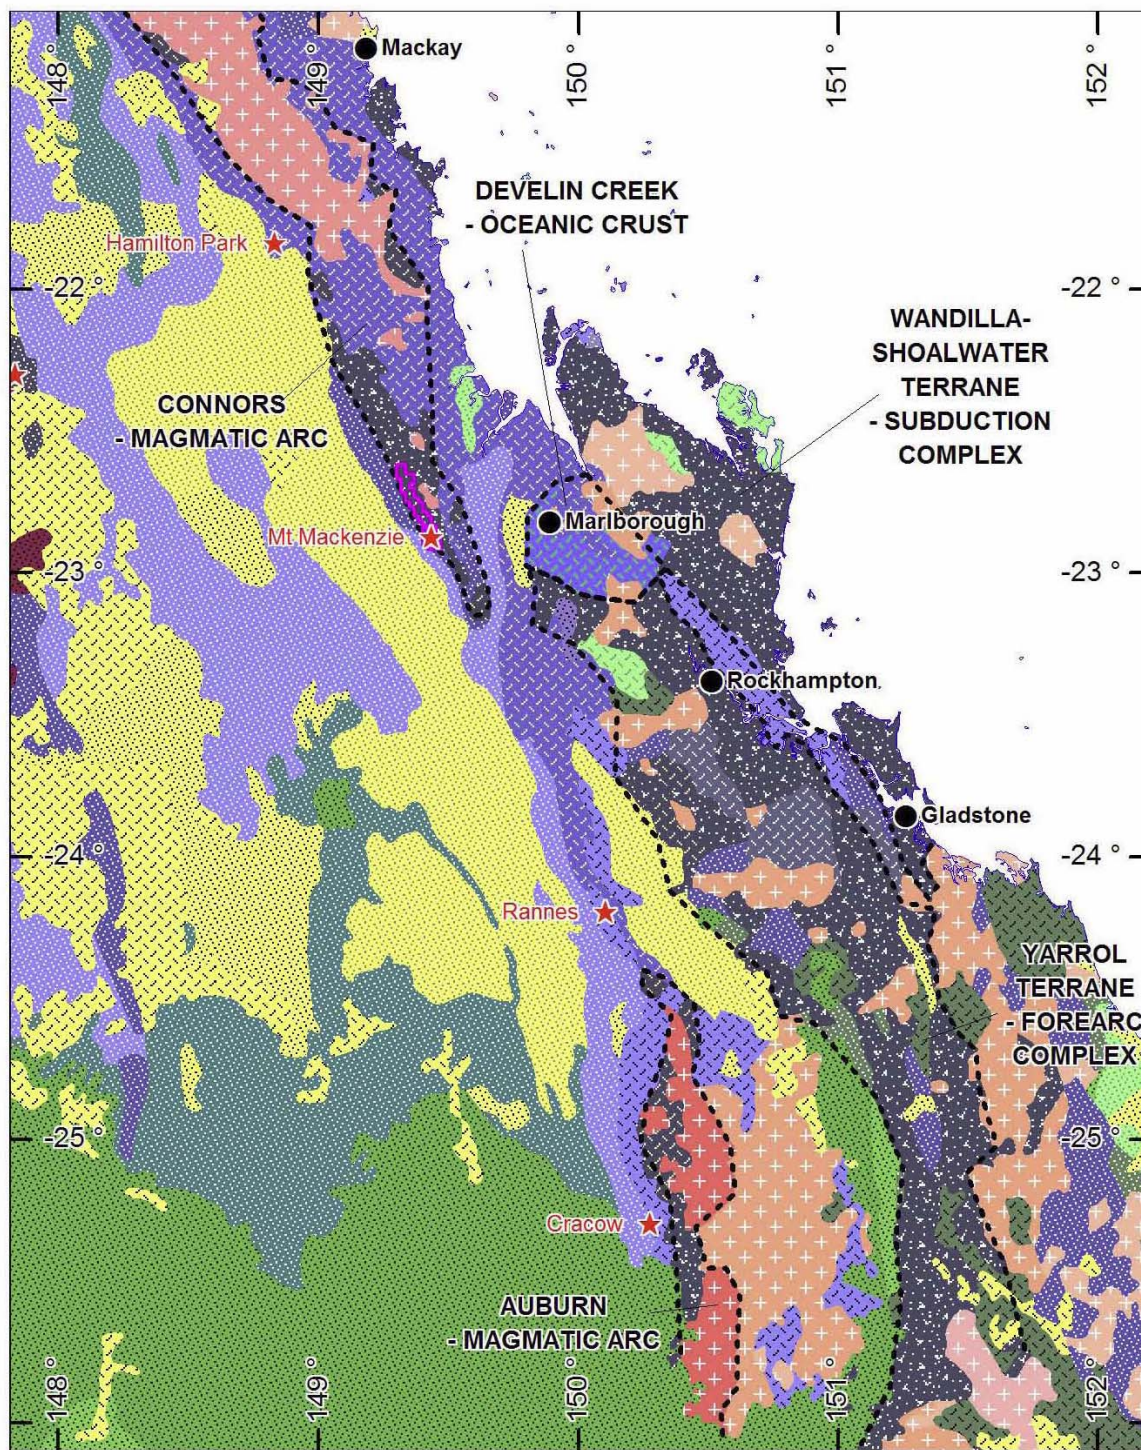 148 °
149 °
150 °
151 °
152 °
Mackay
DEVELIN CREEK
- OCEANIC CRUST
Hamilton Park
-22 °
-22 °
WANDILLA-
SHOALWATER
TERRANE
- SUBDUCTION
COMPLEX
CONNORS
- MAGMATIC ARC
Marlborough
Mt Mackenzie
-23 °
-23 °
Rockhampton
Gladstone
-24 °
-24 °
Rannes
YARROL
TERRANE
- FOREARC
COMPLEX
-25 °
-25 °
Cracow
AUBURN
- MAGMATIC ARC
148 °
149 °
150 °
151 °
152 °